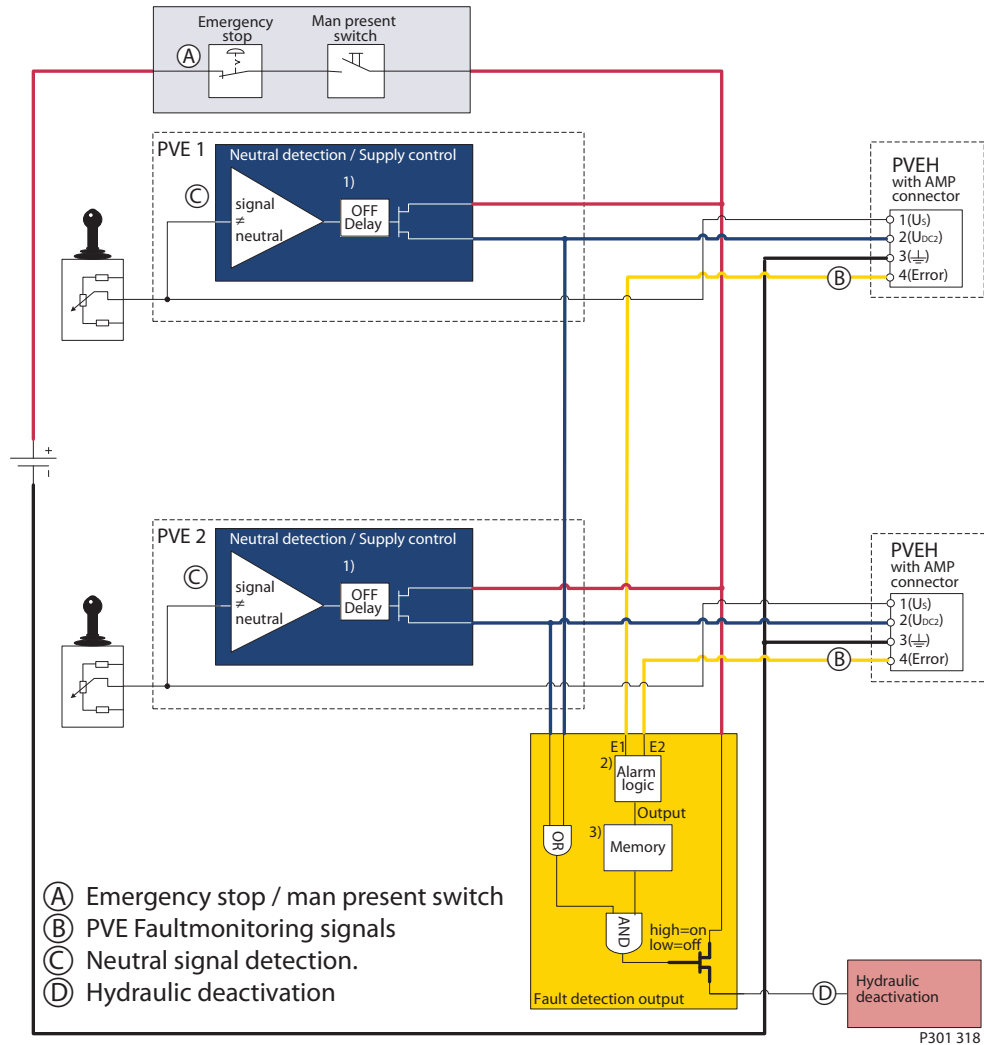 Emergency
stop
Man present
switch
A
PVE 1
Neutral detection / Supply control
1)
C
signal
≠
neutral
OFF
Delay
PVEH
with AMP
connector
1(Us)
2(UDC2)
3(⏚)
4(Error)
B
+
-
PVE 2
Neutral detection / Supply control
1)
C
signal
≠
neutral
OFF
Delay
PVEH
with AMP
connector
1(Us)
2(UDC2)
3(⏚)
4(Error)
B
E1 E2
2)
Alarm
logic
Output
3)
Memory
OR
AND
high=on
low=off
Fault detection output
D
Hydraulic
deactivation
A Emergency stop / man present switch
B PVE Faultmonitoring signals
C Neutral signal detection.
D Hydraulic deactivation
P301 318